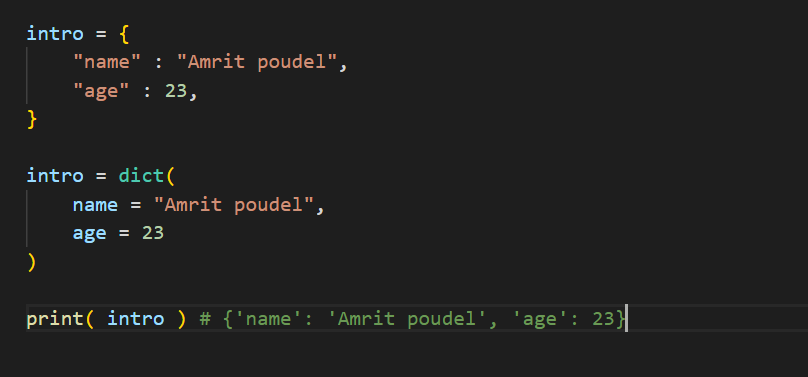 intro = {
    "name" : "Amrit poudel",
    "age" : 23,
}

intro = dict(
    name = "Amrit poudel",
    age = 23
)

print( intro ) # {'name': 'Amrit poudel', 'age': 23}